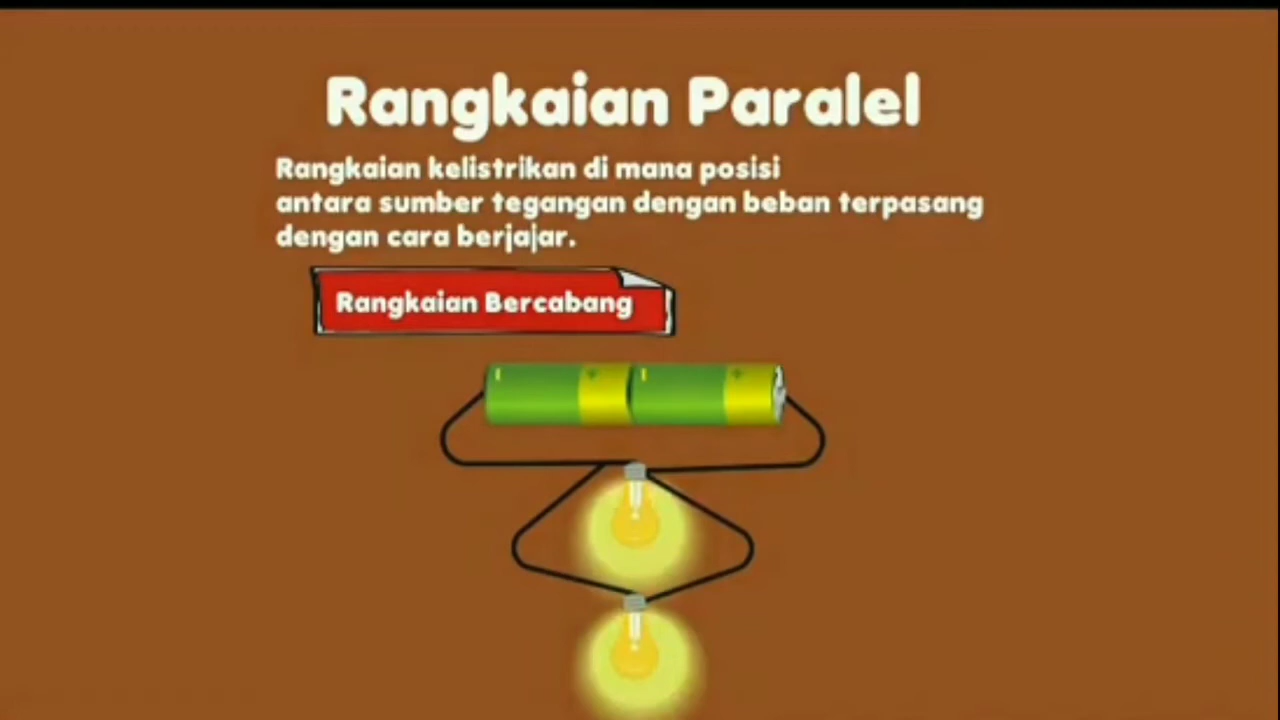 Rangkaian Paralel
Rangkaian kelistrikan di mana posisi
antara sumber tegangan dengan beban terpasang
dengan cara berjajar.
Rangkaian Bercabang